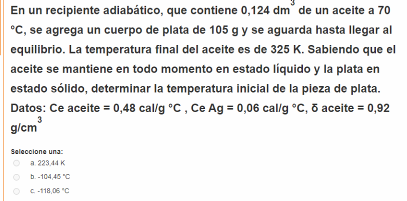 En un recipiente adiabático, que contiene 0,124 dm³ de un aceite a 70
°C, se agrega un cuerpo de plata de 105 g y se aguarda hasta llegar al
equilibrio. La temperatura final del aceite es de 325 K. Sabiendo que el
aceite se mantiene en todo momento en estado líquido y la plata en
estado sólido, determinar la temperatura inicial de la pieza de plata.
Datos: Ce aceite = 0,48 cal/g °C , Ce Ag = 0,06 cal/g °C, δ aceite = 0,92
g/cm³
Seleccione una:
a. 223,44 K
b. -104,45 °C
c. -118,06 °C